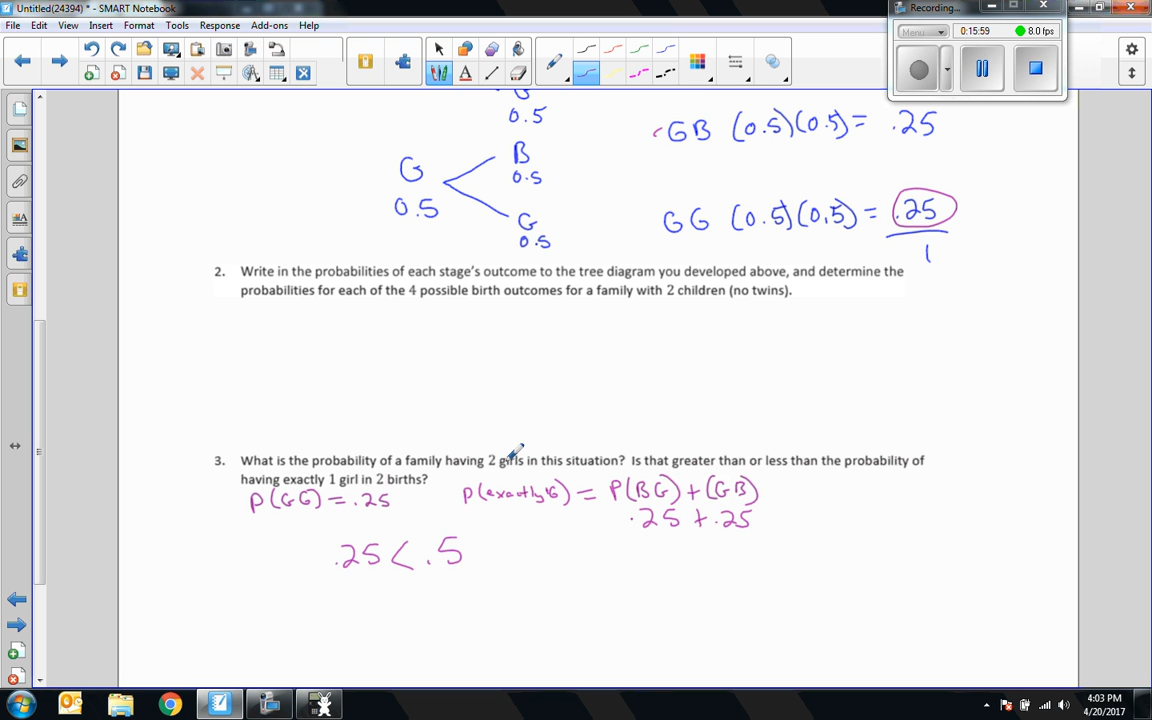 Untitled(24394) * - SMART Notebook
File Edit View Insert Format Tools Response Add-ons Help
Recording...
Menu 0:15:59 8.0 fps
0.5
GB (0.5)(0.5) = .25
B
0.5
G
0.5
G
0.5
GG (0.5)(0.5) = .25
1
2. Write in the probabilities of each stage's outcome to the tree diagram you developed above, and determine the
probabilities for each of the 4 possible birth outcomes for a family with 2 children (no twins).
3. What is the probability of a family having 2 girls in this situation? Is that greater than or less than the probability of
having exactly 1 girl in 2 births?
P(GG) = .25 P(exactly 1G) = P(BG) + (GB)
.25 + .25
.25 < .5
4:03 PM
4/20/2017